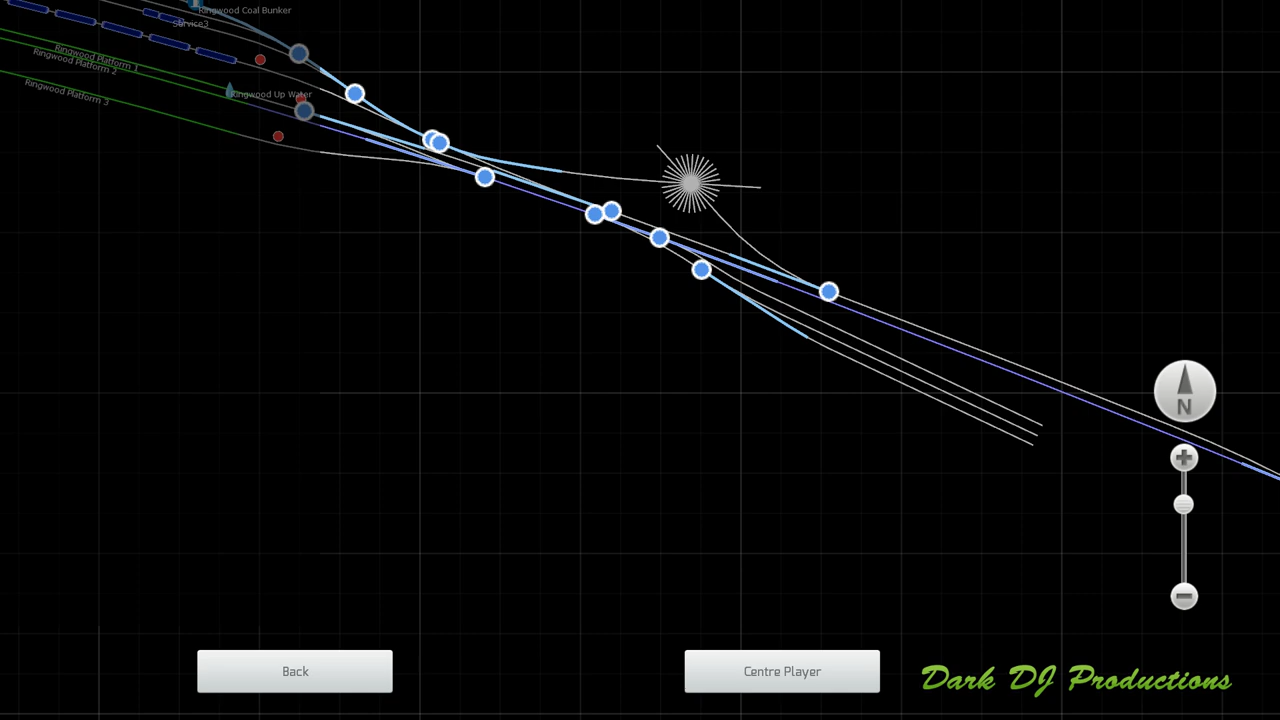 Ringwood Coal Bunker
Service3
Ringwood Platform 1
Ringwood Platform 2
Ringwood Platform 3
Ringwood Up Water
N
Back
Centre Player
Dark DJ Productions